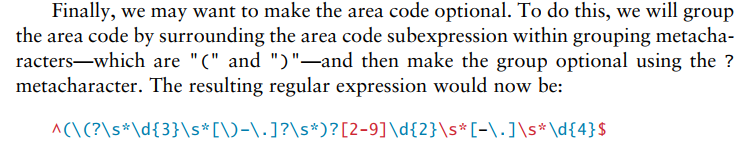 Finally, we may want to make the area code optional. To do this, we will group
the area code by surrounding the area code subexpression within grouping metacha-
racters—which are "(" and ")"—and then make the group optional using the ?
metacharacter. The resulting regular expression would now be:
^(\(?\s*\d{3}\s*[\)-\.]?\s*)?[2-9]\d{2}\s*[-\.]\s*\d{4}$